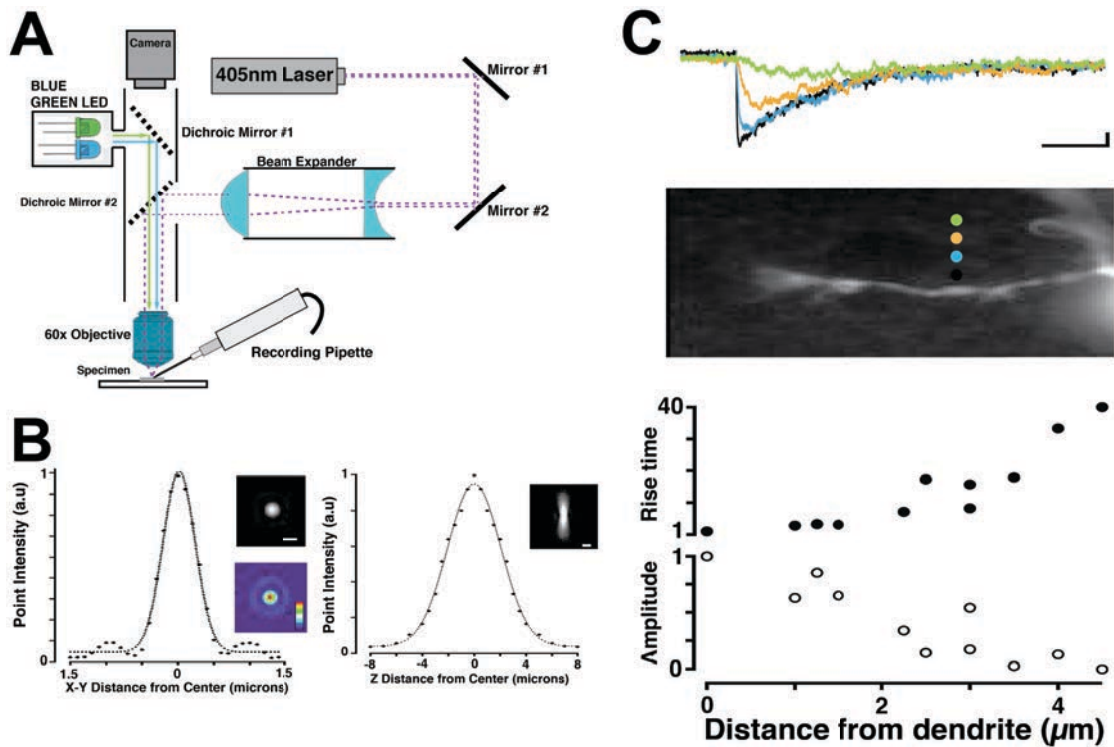 A
Camera
405nm Laser
Mirror #1
BLUE
GREEN LED
Dichroic Mirror #1
Beam Expander
Dichroic Mirror #2
Mirror #2
60x Objective
Recording Pipette
Specimen
B
Point Intensity (a.u)
1
0
1.5
0
1.5
X-Y Distance from Center (microns)
Point Intensity (a.u)
1
0
-8
-4
0
4
8
Z Distance from Center (microns)
C
40
Rise time
1
1
Amplitude
0
0
2
4
Distance from dendrite (µm)